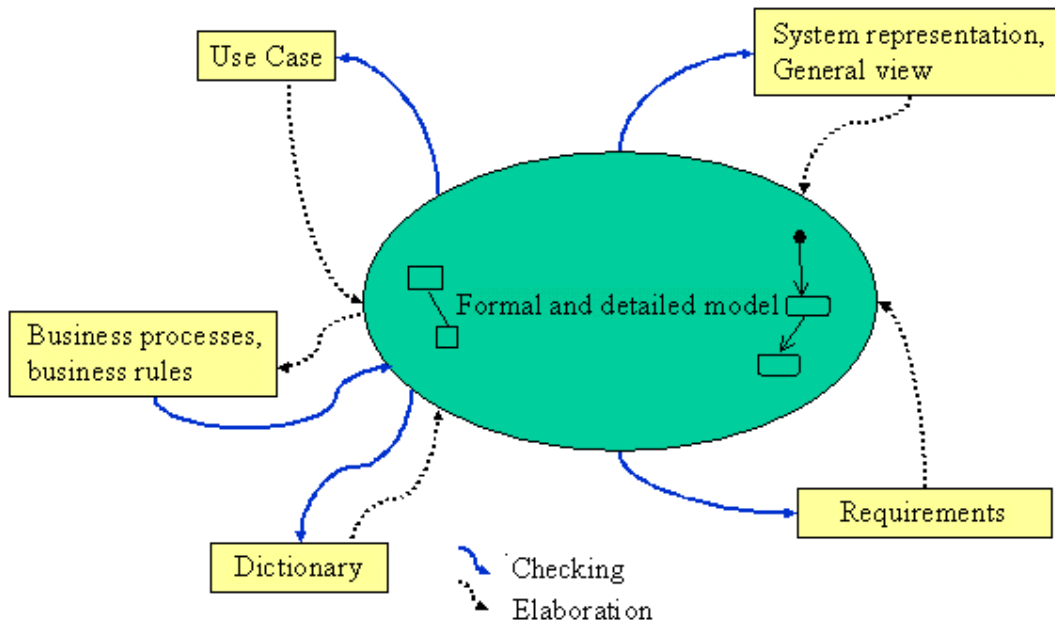 Use Case
System representation,
General view
Formal and detailed model
Business processes,
business rules
Requirements
Dictionary
Checking
Elaboration